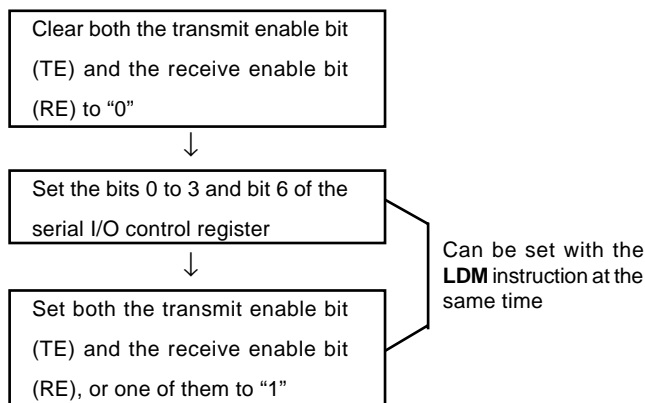 Clear both the transmit enable bit
(TE) and the receive enable bit
(RE) to “0”
↓
Set the bits 0 to 3 and bit 6 of the
serial I/O control register
↓
Set both the transmit enable bit
(TE) and the receive enable bit
(RE), or one of them to “1”
Can be set with the
LDM instruction at the
same time